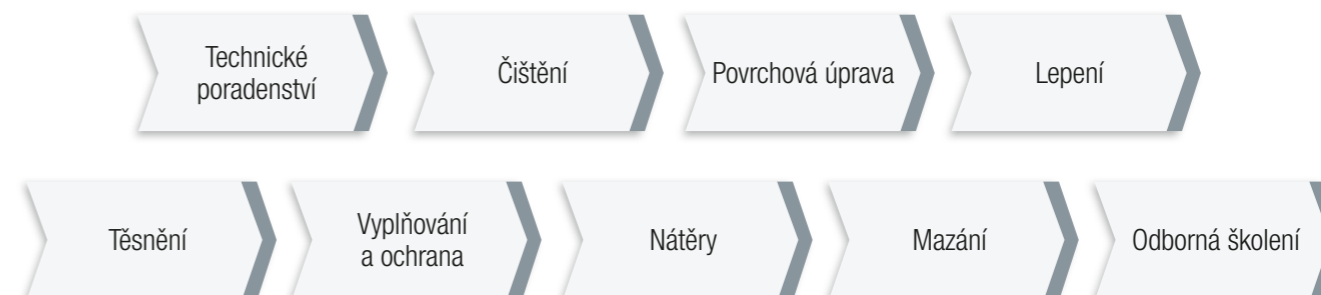 Technické
poradenství
Čištění
Povrchová úprava
Lepení
Těsnění
Vyplňování
a ochrana
Nátěry
Mazání
Odborná školení